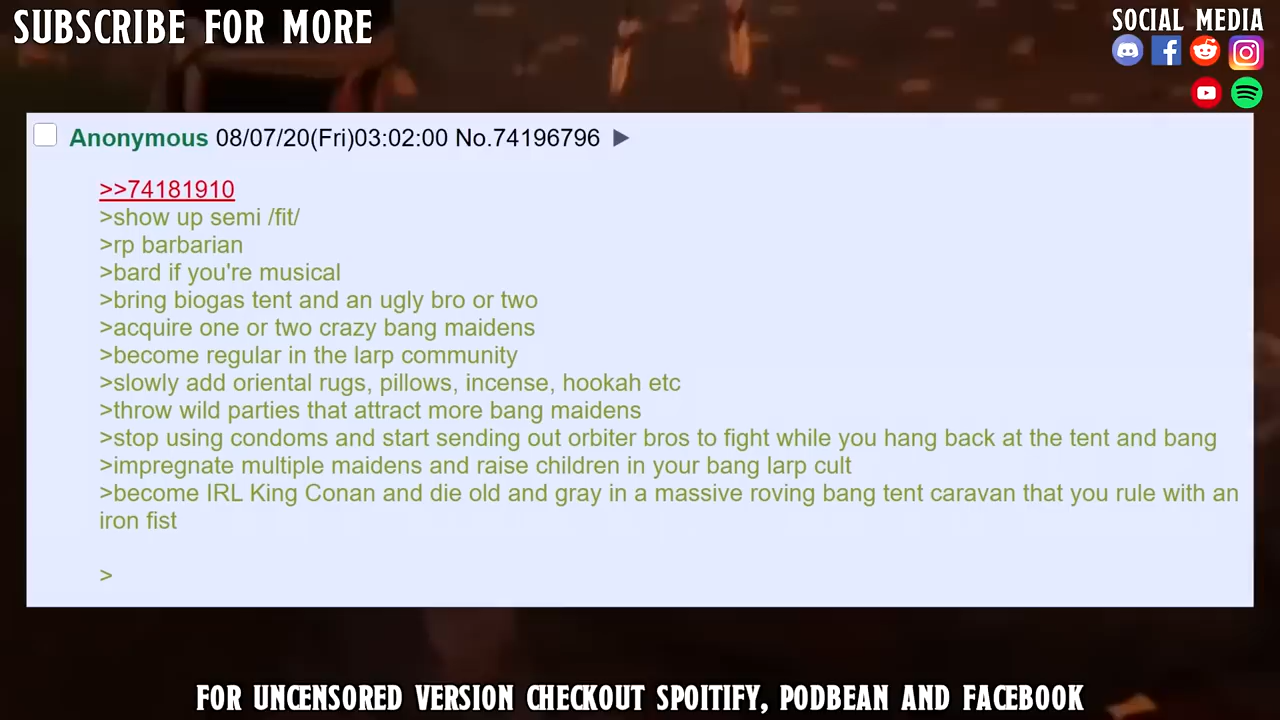 SUBSCRIBE FOR MORE
SOCIAL MEDIA
Anonymous 08/07/20(Fri)03:02:00 No.74196796 ▶
>>74181910
>show up semi /fit/
>rp barbarian
>bard if you're musical
>bring biogas tent and an ugly bro or two
>acquire one or two crazy bang maidens
>become regular in the larp community
>slowly add oriental rugs, pillows, incense, hookah etc
>throw wild parties that attract more bang maidens
>stop using condoms and start sending out orbiter bros to fight while you hang back at the tent and bang
>impregnate multiple maidens and raise children in your bang larp cult
>become IRL King Conan and die old and gray in a massive roving bang tent caravan that you rule with an
iron fist
>
FOR UNCENSORED VERSION CHECKOUT SPOITIFY, PODBEAN AND FACEBOOK